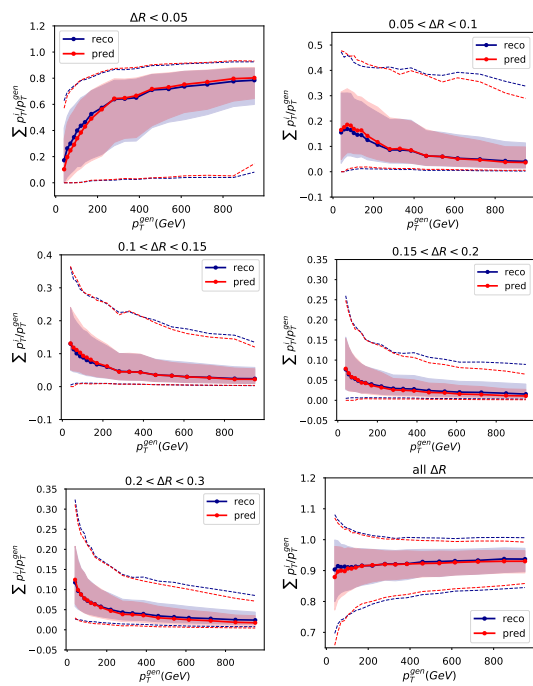 ΔR < 0.05
∑ p_T^i/p_T^gen
1.0
0.8
0.6
0.4
0.2
0.0
0 200 400 600 800
p_T^gen(GeV)
reco
pred
0.05 < ΔR < 0.1
∑ p_T^i/p_T^gen
0.6
0.5
0.4
0.3
0.2
0.1
0.0
−0.1
0 200 400 600 800
p_T^gen(GeV)
reco
pred
0.1 < ΔR < 0.15
∑ p_T^i/p_T^gen
0.4
0.3
0.2
0.1
0.0
−0.1
0 200 400 600 800
p_T^gen(GeV)
reco
pred
0.15 < ΔR < 0.2
∑ p_T^i/p_T^gen
0.35
0.30
0.25
0.20
0.15
0.10
0.05
0.00
−0.05
0 200 400 600 800
p_T^gen(GeV)
reco
pred
0.2 < ΔR < 0.3
∑ p_T^i/p_T^gen
0.35
0.30
0.25
0.20
0.15
0.10
0.05
0.00
−0.05
0 200 400 600 800
p_T^gen(GeV)
reco
pred
all ΔR
∑ p_T^i/p_T^gen
1.2
1.1
1.0
0.9
0.8
0.7
0 200 400 600 800
p_T^gen(GeV)
reco
pred